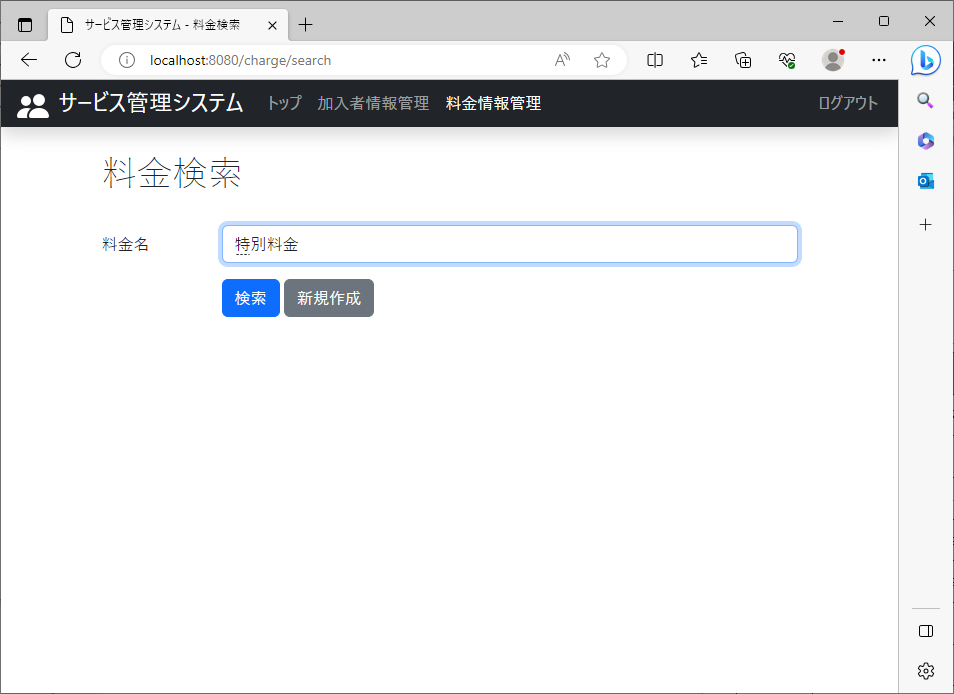 サービス管理システム - 料金検索
localhost:8080/charge/search
サービス管理システム トップ 加入者情報管理 料金情報管理 ログアウト
料金検索
料金名 特別料金
検索 新規作成